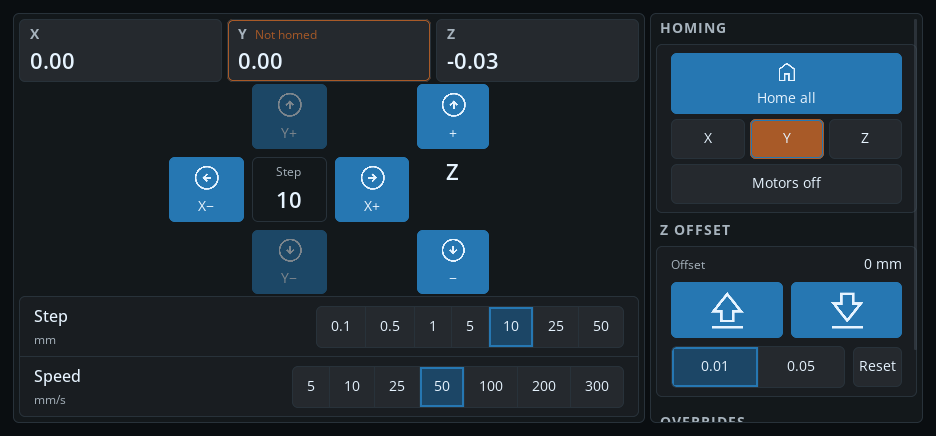 X
0.00
Y Not homed
0.00
Z
-0.03
Y+
+
X−
Step
10
X+
Z
Y−
−
Step
mm
0.1 0.5 1 5 10 25 50
Speed
mm/s
5 10 25 50 100 200 300
HOMING
Home all
X Y Z
Motors off
Z OFFSET
Offset 0 mm
0.01 0.05 Reset
OVERRIDES